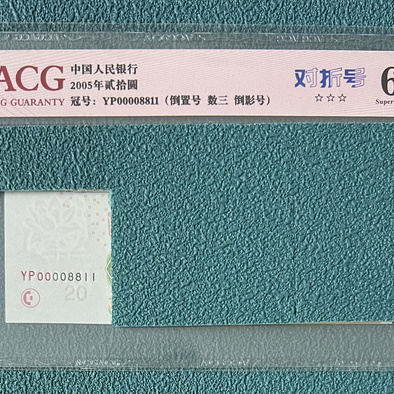 ACG
NG GUARANTY
中国人民银行
2005年贰拾圆
冠号：YP00008811（倒置号 数三 倒影号）
对折号
☆☆☆
6
Super
YP00008811
20